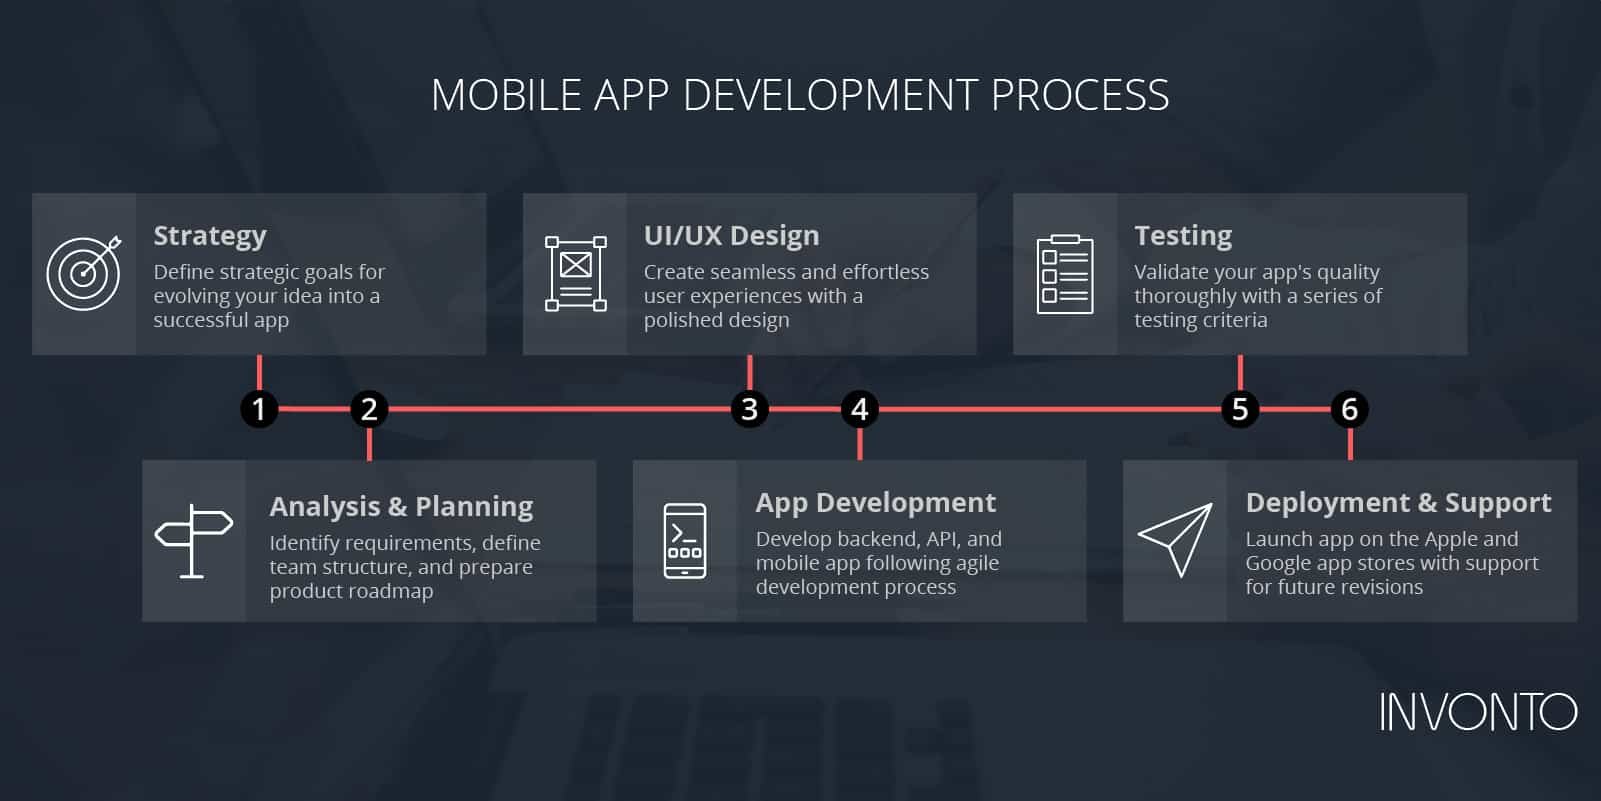 MOBILE APP DEVELOPMENT PROCESS
Strategy
Define strategic goals for
evolving your idea into a
successful app
UI/UX Design
Create seamless and effortless
user experiences with a
polished design
Testing
Validate your app's quality
thoroughly with a series of
testing criteria
1 2 3 4 5 6
Analysis & Planning
Identify requirements, define
team structure, and prepare
product roadmap
App Development
Develop backend, API, and
mobile app following agile
development process
Deployment & Support
Launch app on the Apple and
Google app stores with support
for future revisions
INVONTO